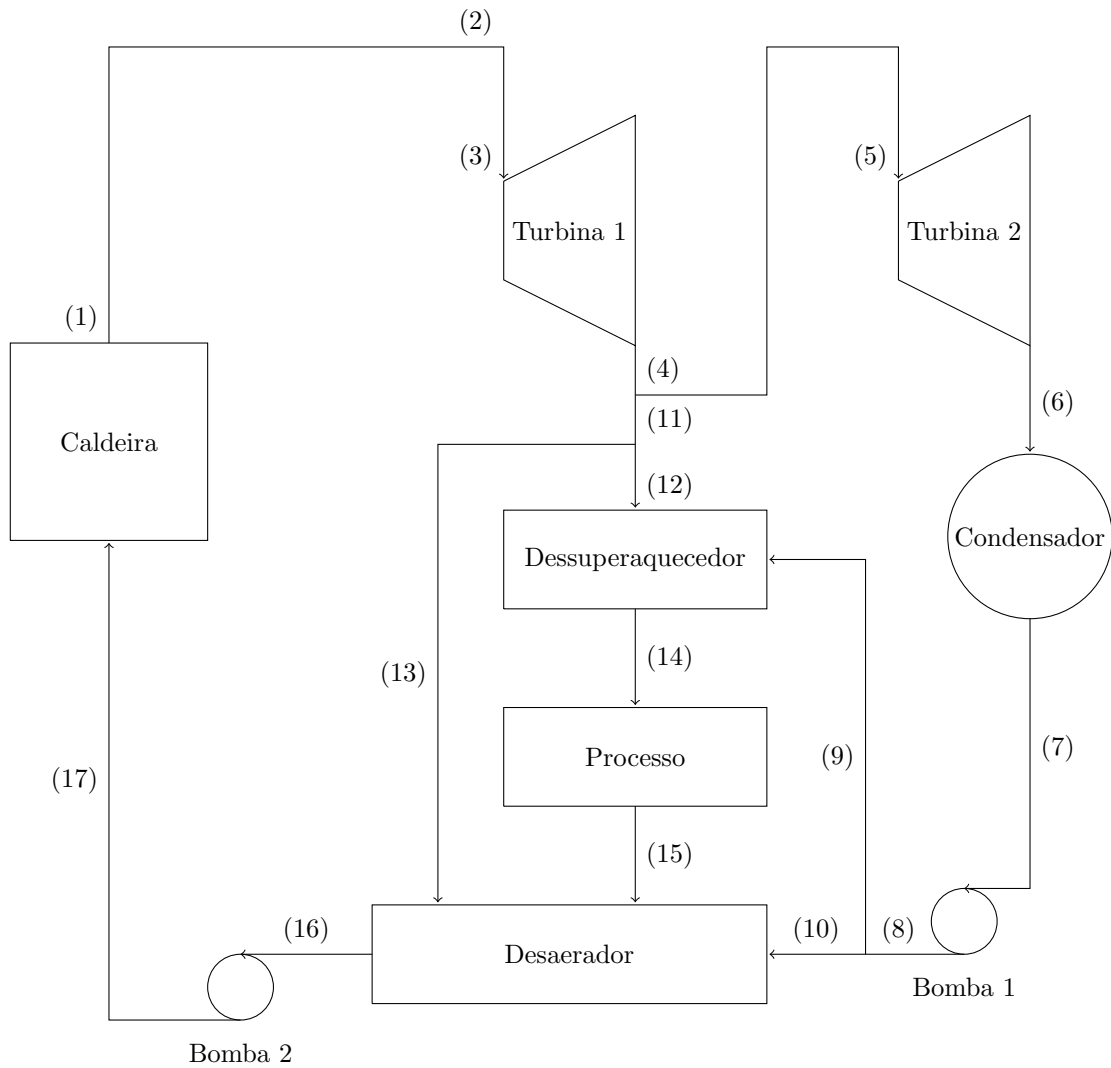 (2)
(3)
(5)
Turbina 1
Turbina 2
(1)
(4)
(6)
(11)
Caldeira
(12)
Condensador
Dessuperaquecedor
(14)
(13)
(7)
(9)
Processo
(17)
(15)
(16)
(10)
(8)
Desaerador
Bomba 1
Bomba 2